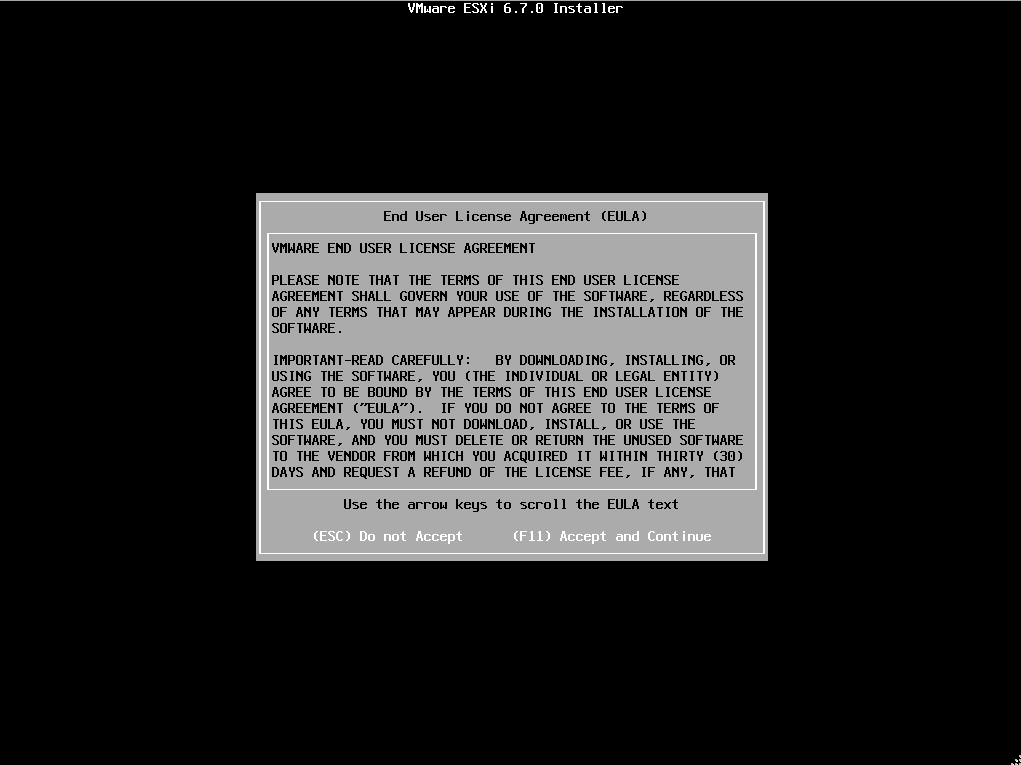 VMware ESXi 6.7.0 Installer
End User License Agreement (EULA)
VMWARE END USER LICENSE AGREEMENT
PLEASE NOTE THAT THE TERMS OF THIS END USER LICENSE
AGREEMENT SHALL GOVERN YOUR USE OF THE SOFTWARE, REGARDLESS
OF ANY TERMS THAT MAY APPEAR DURING THE INSTALLATION OF THE
SOFTWARE.
IMPORTANT-READ CAREFULLY:   BY DOWNLOADING, INSTALLING, OR
USING THE SOFTWARE, YOU (THE INDIVIDUAL OR LEGAL ENTITY)
AGREE TO BE BOUND BY THE TERMS OF THIS END USER LICENSE
AGREEMENT ("EULA").  IF YOU DO NOT AGREE TO THE TERMS OF
THIS EULA, YOU MUST NOT DOWNLOAD, INSTALL, OR USE THE
SOFTWARE, AND YOU MUST DELETE OR RETURN THE UNUSED SOFTWARE
TO THE VENDOR FROM WHICH YOU ACQUIRED IT WITHIN THIRTY (30)
DAYS AND REQUEST A REFUND OF THE LICENSE FEE, IF ANY, THAT
Use the arrow keys to scroll the EULA text
(ESC) Do not Accept      (F11) Accept and Continue